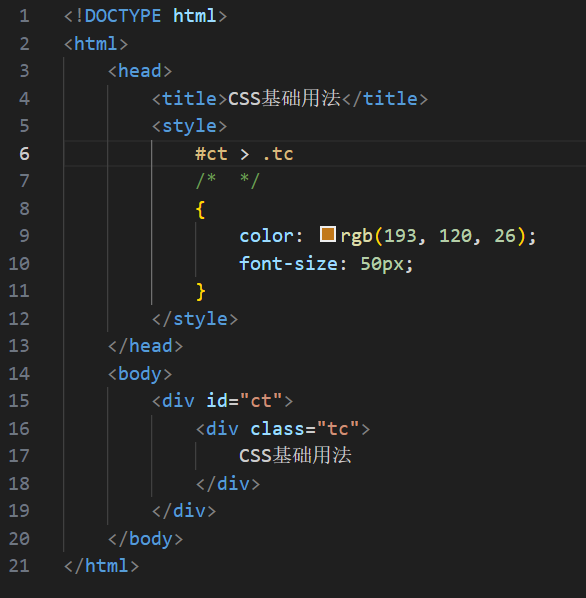 1 <!DOCTYPE html>
2 <html>
3 <head>
4 <title>CSS基础用法</title>
5 <style>
6 #ct > .tc
7 /*  */
8 {
9 color: rgb(193, 120, 26);
10 font-size: 50px;
11 }
12 </style>
13 </head>
14 <body>
15 <div id="ct">
16 <div class="tc">
17 CSS基础用法
18 </div>
19 </div>
20 </body>
21 </html>